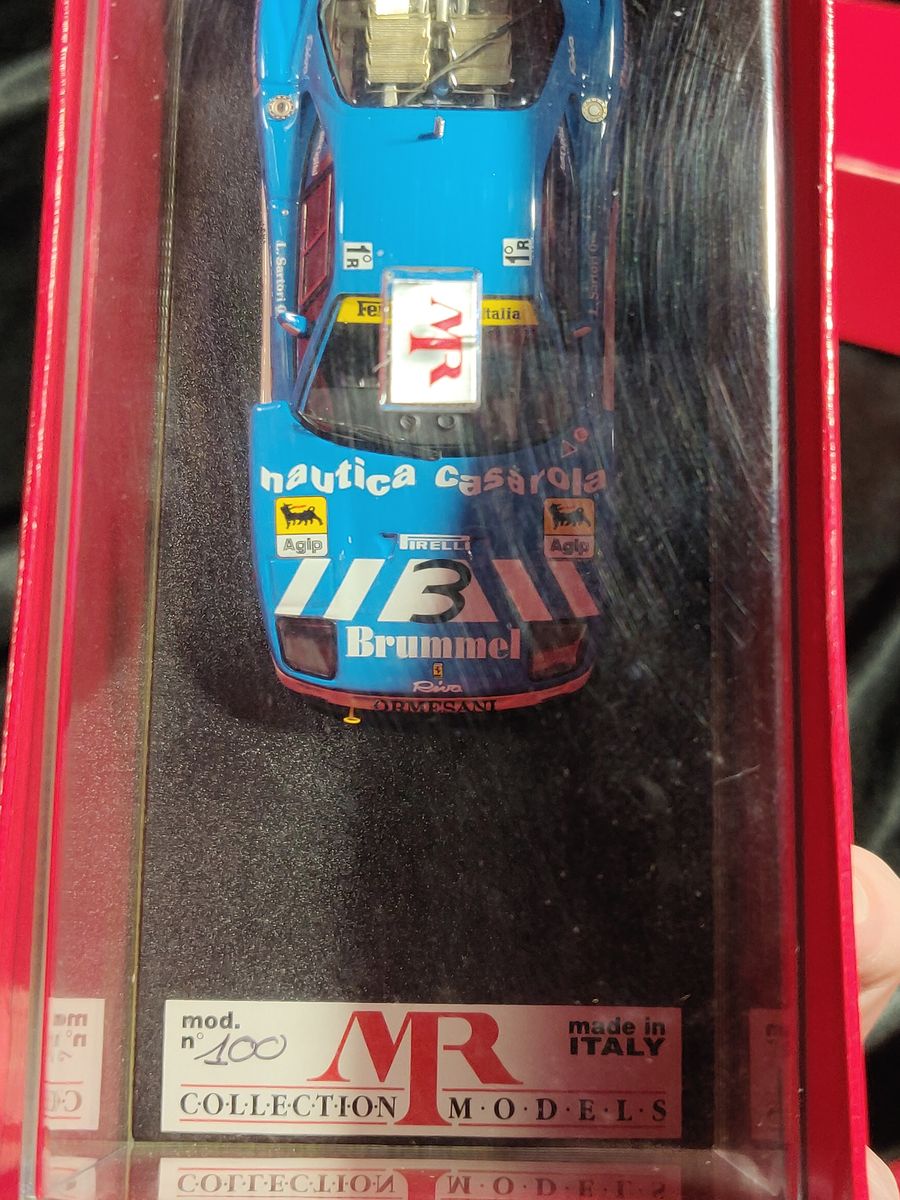 L. Sartori
1° R
1° R
MR
Italia
nautica casarola
Agip
PIRELLI
Agip
3
Brummel
Riva
ORMESANI
mod.
n° 100
MR
made in
ITALY
COLLECTION MODELS